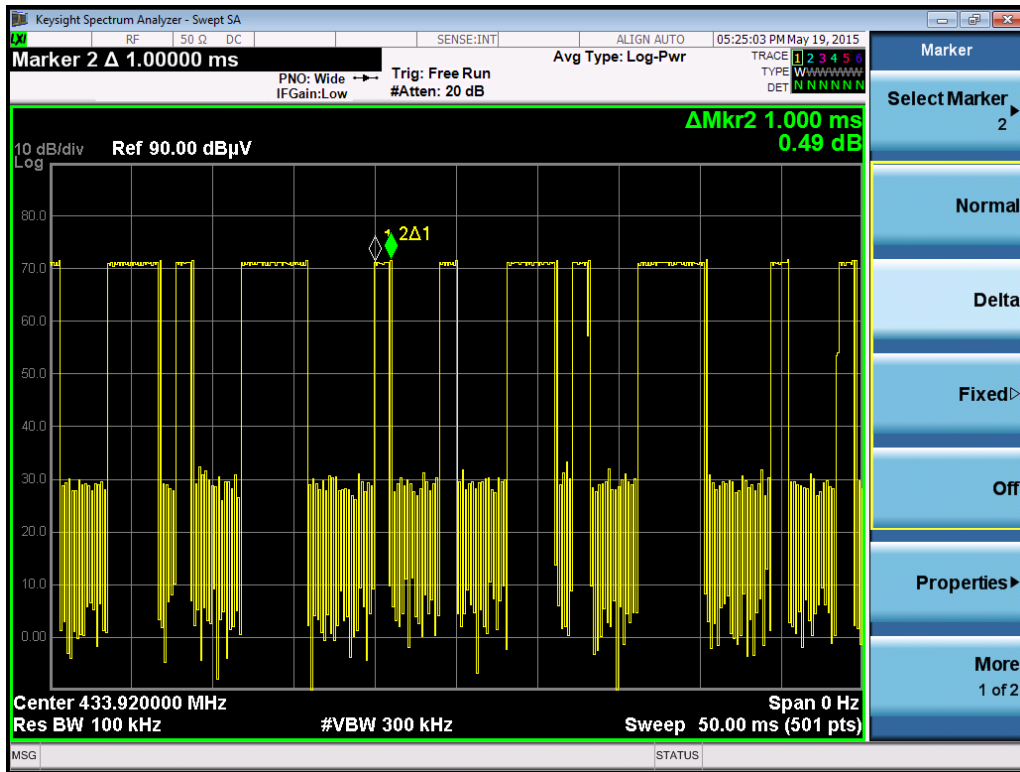 Keysight Spectrum Analyzer - Swept SA
LXI RF 50 Ω DC SENSE:INT ALIGN AUTO 05:25:03 PM May 19, 2015
Marker 2 Δ 1.00000 ms
PNO: Wide
IFGain:Low
Trig: Free Run
#Atten: 20 dB
Avg Type: Log-Pwr
TRACE 1 2 3 4 5 6
TYPE WWWWWW
DET N N N N N N
ΔMkr2 1.000 ms
0.49 dB
10 dB/div
Log
Ref 90.00 dBµV
80.0
70.0
60.0
50.0
40.0
30.0
20.0
10.0
0.00
1 2Δ1
Center 433.920000 MHz
Span 0 Hz
Res BW 100 kHz
#VBW 300 kHz
Sweep 50.00 ms (501 pts)
MSG
STATUS
Marker
Select Marker
2
Normal
Delta
Fixed
Off
Properties
More
1 of 2